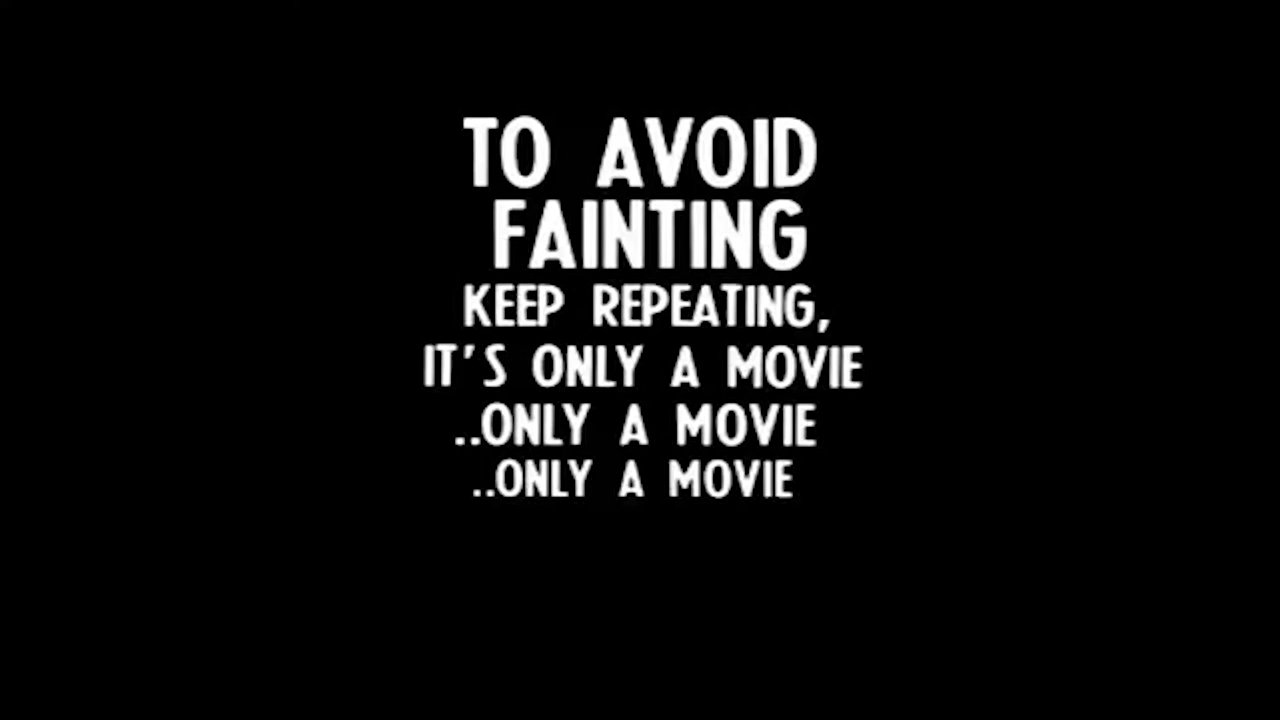 TO AVOID
FAINTING
KEEP REPEATING,
IT'S ONLY A MOVIE
..ONLY A MOVIE
..ONLY A MOVIE